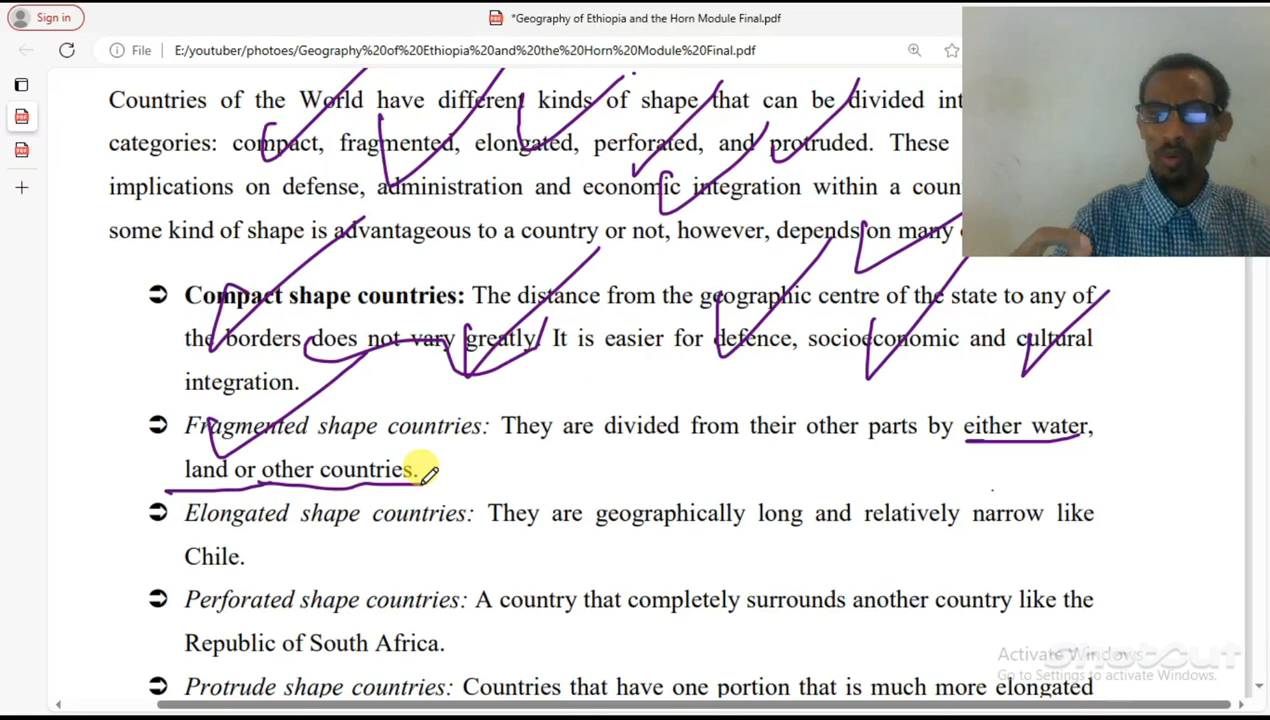 Sign in
*Geography of Ethiopia and the Horn Module Final.pdf
File E:/youtuber/photoes/Geography%20of%20Ethiopia%20and%20the%20Horn%20Module%20Final.pdf
Countries of the World have different kinds of shape that can be divided
categories: compact, fragmented, elongated, perforated, and protruded. These
implications on defense, administration and economic integration within a
some kind of shape is advantageous to a country or not, however, depends on many
Compact shape countries: The distance from the geographic centre of the state to any of
the borders does not vary greatly. It is easier for defence, socioeconomic and cultural
integration.
Fragmented shape countries: They are divided from their other parts by either water,
land or other countries.
Elongated shape countries: They are geographically long and relatively narrow like
Chile.
Perforated shape countries: A country that completely surrounds another country like the
Republic of South Africa.
Activate Windows
shotcut
Go to Settings to activate Windows.
Protrude shape countries: Countries that have one portion that is much more elongated